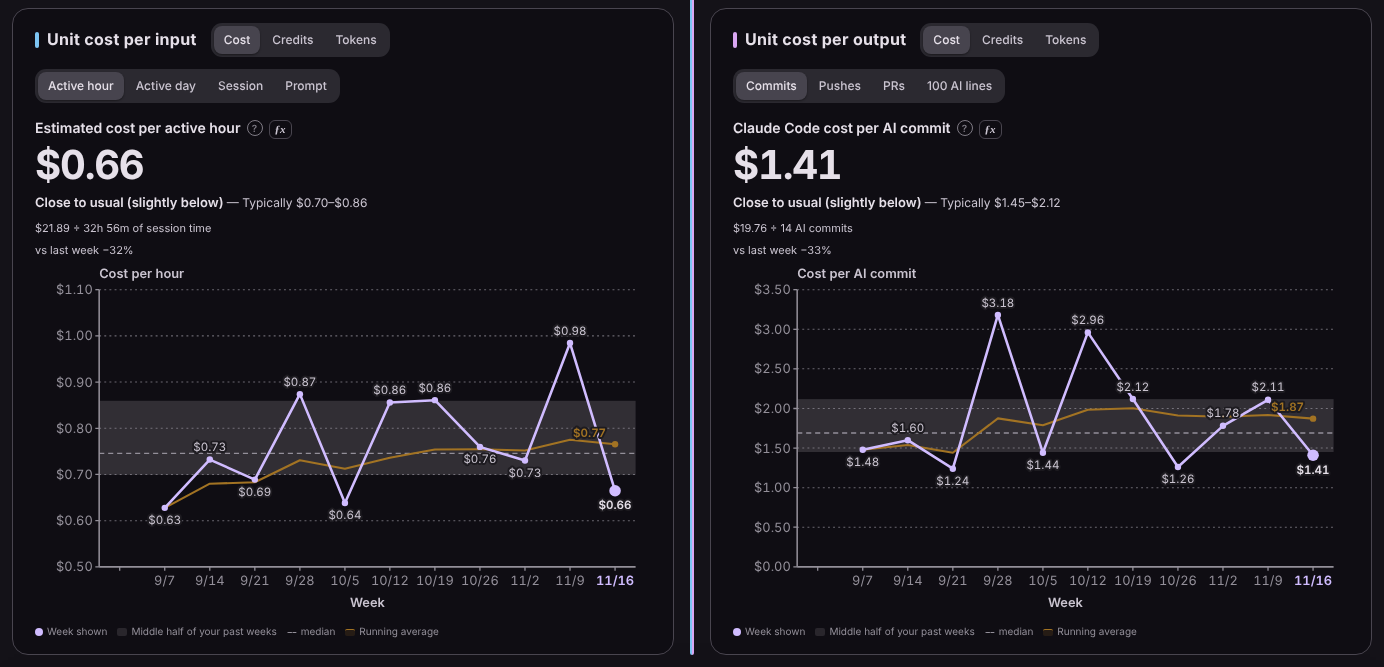 Unit cost per input Cost Credits Tokens
Active hour Active day Session Prompt
Estimated cost per active hour ? ƒx
$0.66
Close to usual (slightly below) — Typically $0.70–$0.86
$21.89 ÷ 32h 56m of session time
vs last week −32%
Cost per hour
$1.10
$1.00
$0.90
$0.80
$0.70
$0.60
$0.50
$0.63
$0.73
$0.69
$0.87
$0.64
$0.86
$0.86
$0.76
$0.73
$0.98
$0.77
$0.66
9/7 9/14 9/21 9/28 10/5 10/12 10/19 10/26 11/2 11/9 11/16
Week
Week shown Middle half of your past weeks median Running average
Unit cost per output Cost Credits Tokens
Commits Pushes PRs 100 AI lines
Claude Code cost per AI commit ? ƒx
$1.41
Close to usual (slightly below) — Typically $1.45–$2.12
$19.76 ÷ 14 AI commits
vs last week −33%
Cost per AI commit
$3.50
$3.00
$2.50
$2.00
$1.50
$1.00
$0.50
$0.00
$1.48
$1.60
$1.24
$3.18
$1.44
$2.96
$2.12
$1.26
$1.78
$2.11
$1.87
$1.41
9/7 9/14 9/21 9/28 10/5 10/12 10/19 10/26 11/2 11/9 11/16
Week
Week shown Middle half of your past weeks median Running average